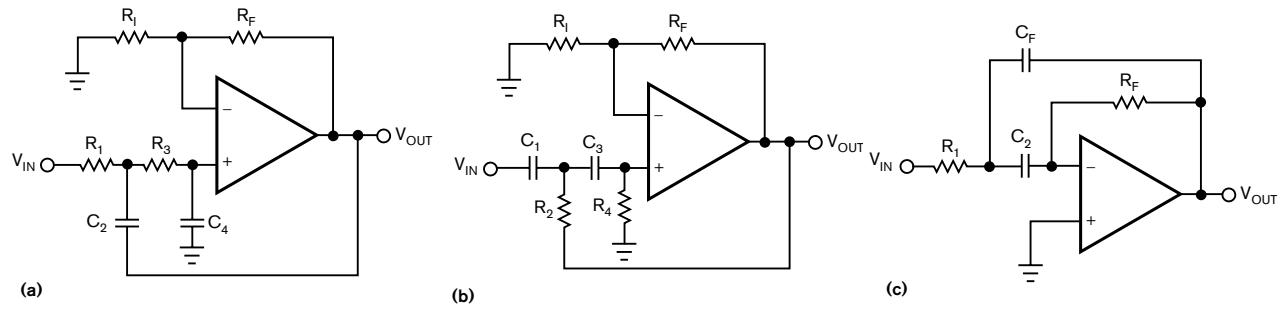 R_I
R_F
−
+
V_IN
R_1
R_3
C_2
C_4
V_OUT
(a)
R_I
R_F
−
+
V_IN
C_1
C_3
R_2
R_4
V_OUT
(b)
C_F
R_F
R_1
C_2
V_IN
−
+
V_OUT
(c)